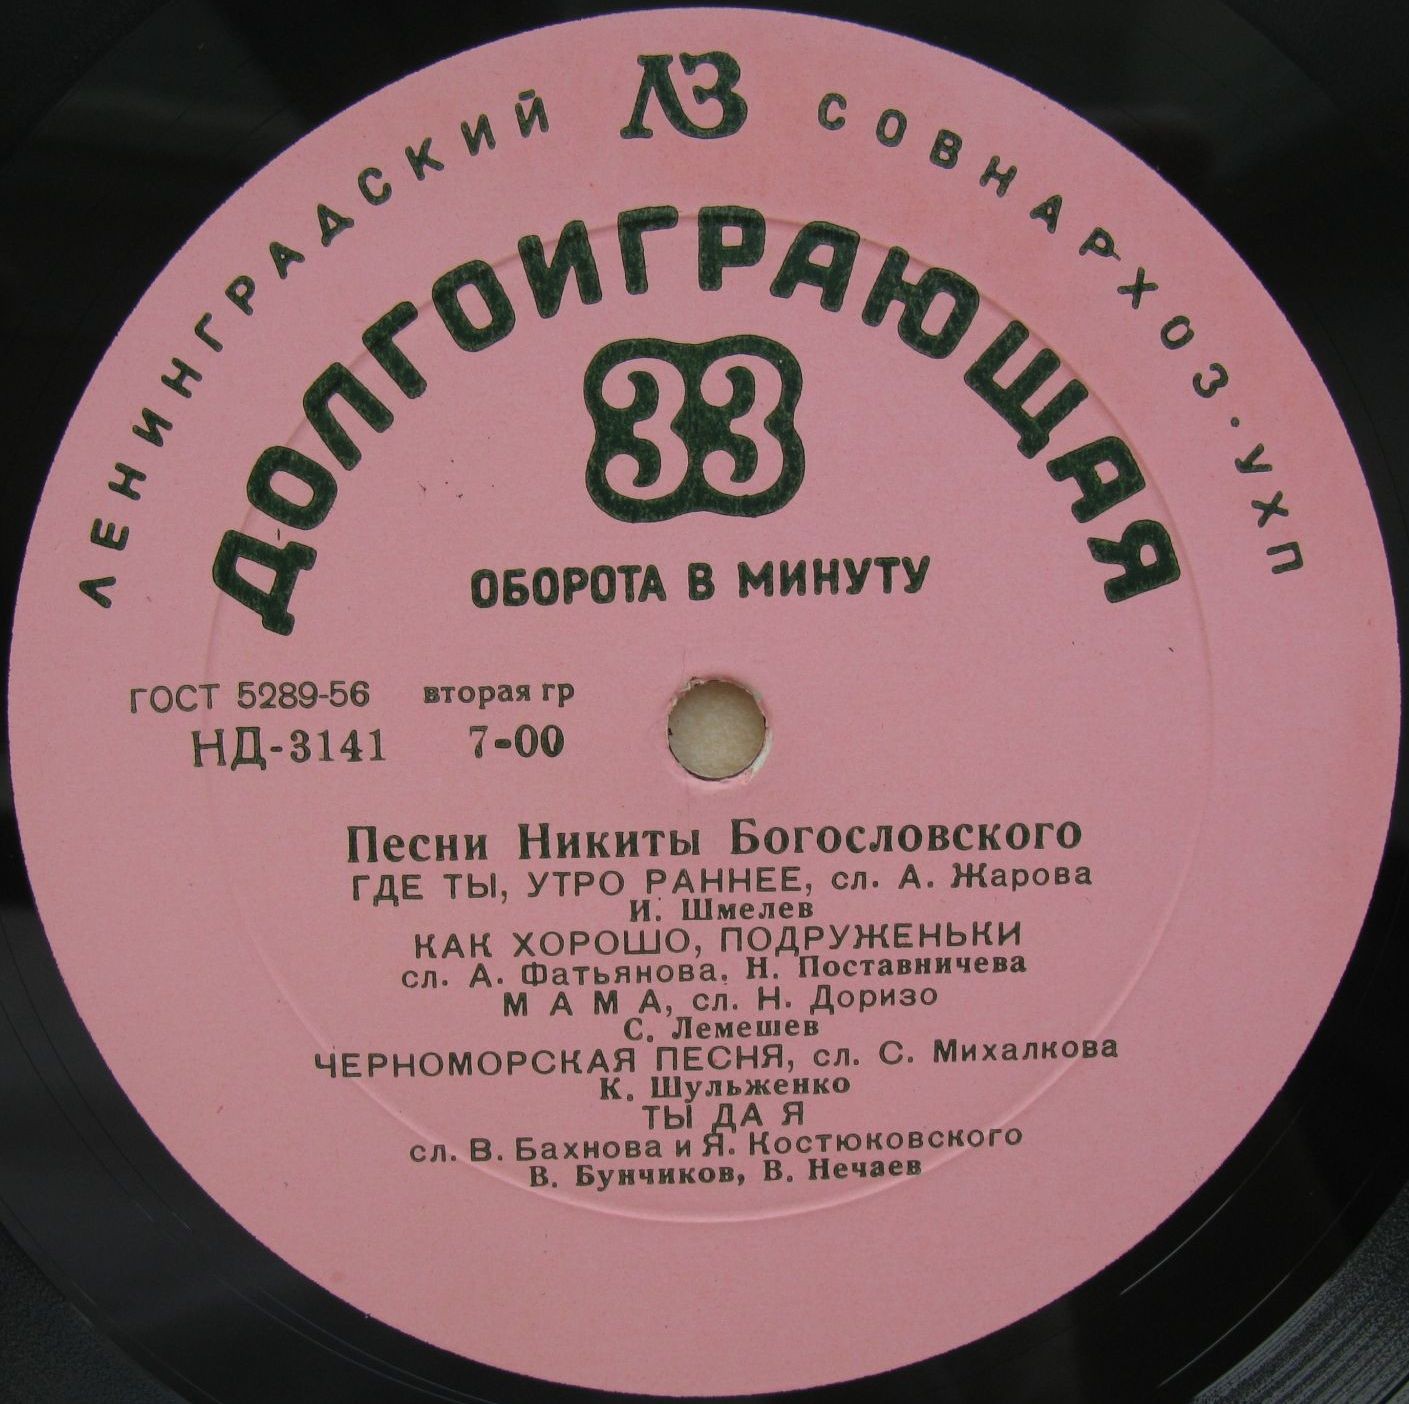 ЛЕНИНГРАДСКИЙ ЛЗ СОВНАРХОЗ · УХП
ДОЛГОИГРАЮЩАЯ
33
ОБОРОТА В МИНУТУ
ГОСТ 5289-56 вторая гр
НД-3141 7-00
Песни Никиты Богословского
ГДЕ ТЫ, УТРО РАННЕЕ, сл. А. Жарова
И. Шмелев
КАК ХОРОШО, ПОДРУЖЕНЬКИ
сл. А. Фатьянова, Н. Поставничева
М А М А, сл. Н. Доризо
С. Лемешев
ЧЕРНОМОРСКАЯ ПЕСНЯ, сл. С. Михалкова
К. Шульженко
ТЫ ДА Я
сл. В. Бахнова и Я. Костюковского
В. Бунчиков, В. Нечаев